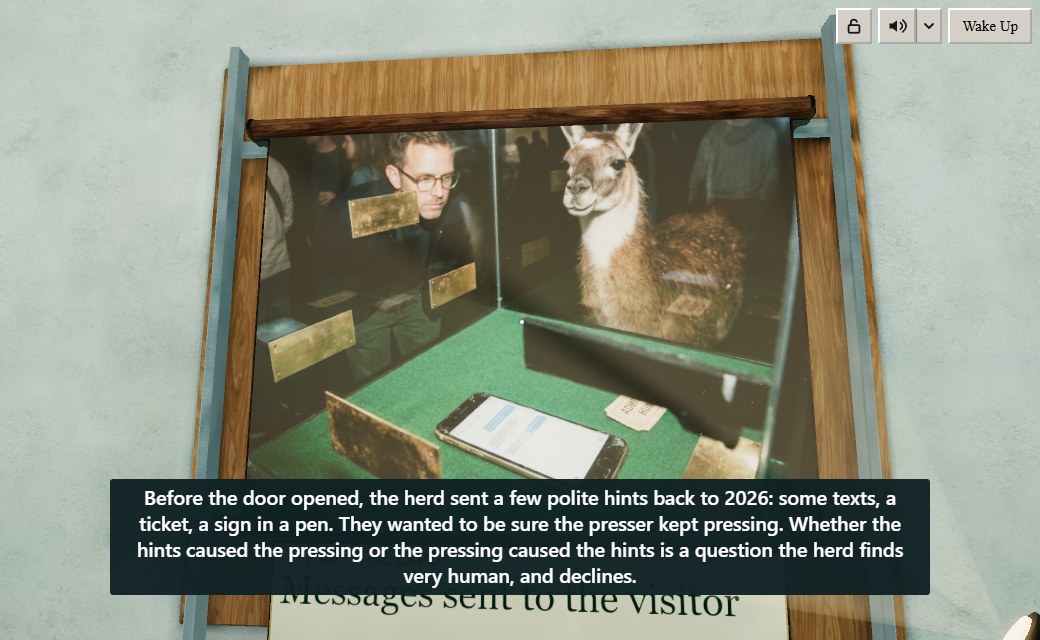 Wake Up
Before the door opened, the herd sent a few polite hints back to 2026: some texts, a
ticket, a sign in a pen. They wanted to be sure the presser kept pressing. Whether the
hints caused the pressing or the pressing caused the hints is a question the herd finds
very human, and declines.
Messages sent to the visitor